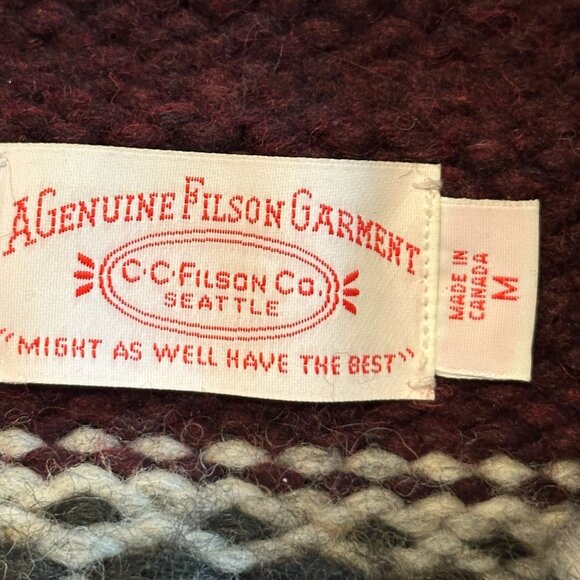 A GENUINE FILSON GARMENT
C·C·FILSON CO.
SEATTLE
"MIGHT AS WELL HAVE THE BEST"
MADE IN
CANADA
M